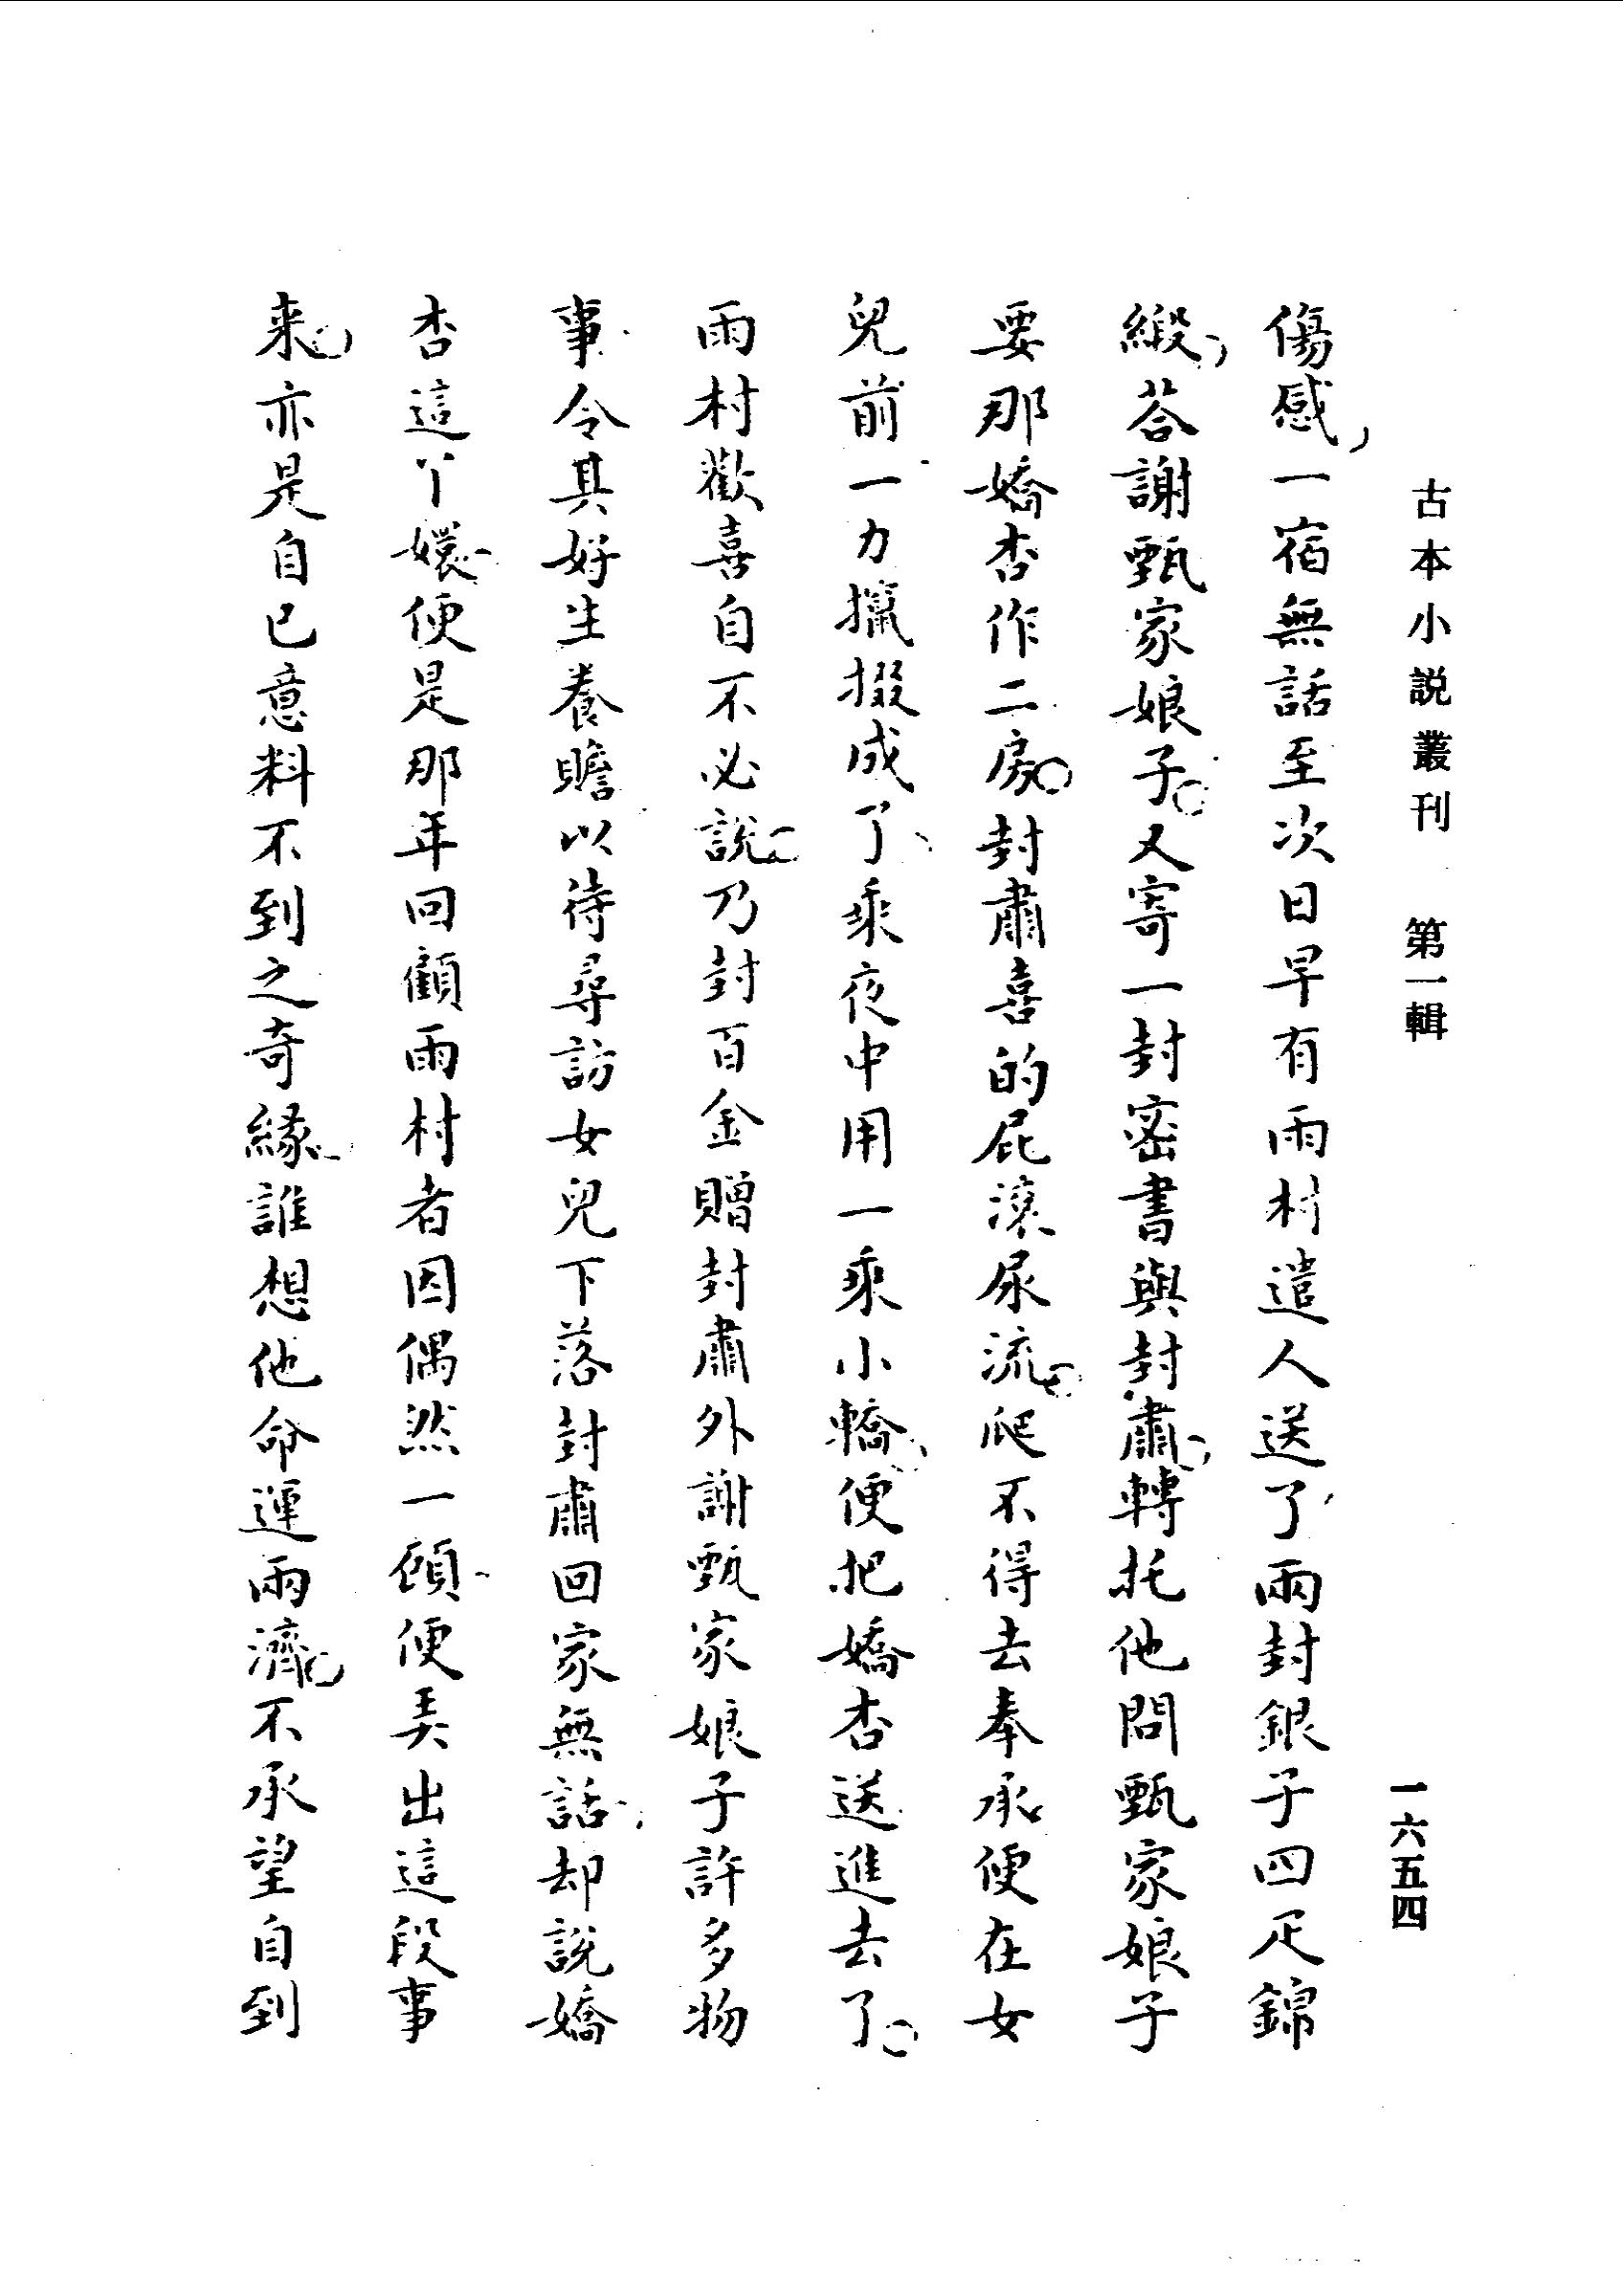 古本小説叢刊 第一輯 一六五四
傷感一宿無話至次日早有雨村遣人送了兩封銀子四疋錦
緞荅謝甄家娘子又寄一封密書與封肅轉托他問甄家娘子
要那嬌杏作二房封肅喜的屁滾尿流爬不得去奉承便在女
兒前一力攛掇成了乘夜中用一乘小轎便把嬌杏送進去了
雨村歡喜自不必說乃封百金贈封肅外謝甄家娘子許多物
事令其好生養贍以待尋訪女兒下落封肅回家無話却說嬌
杏這丫嬛便是那年回顧雨村者因偶然一顧便弄出這段事
来亦是自己意料不到之奇緣誰想他命運兩濟不承望自到